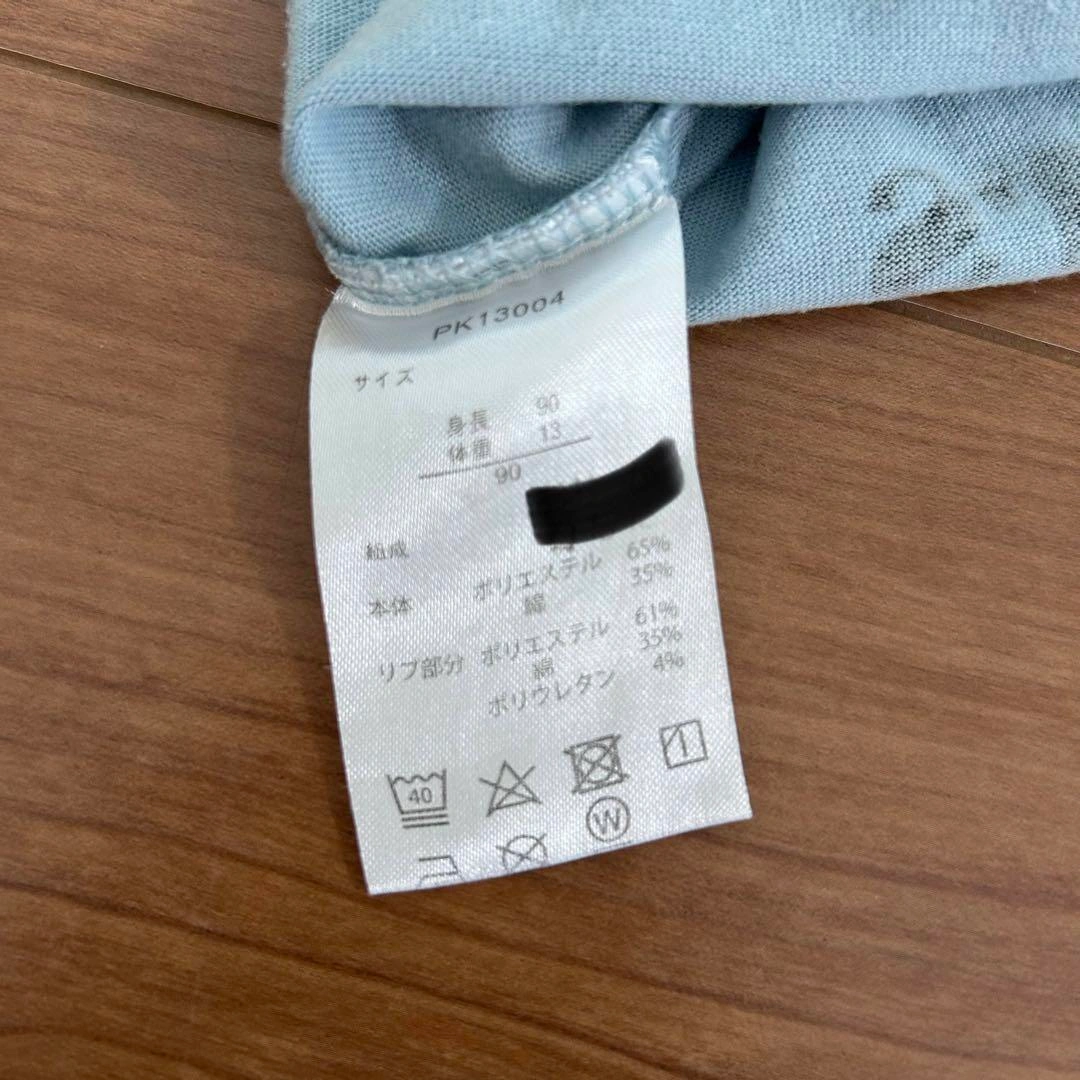 PK13004
サイズ
身長 90
体重 13
90
組成
本体 ポリエステル 65%
綿 35%
リブ部分 ポリエステル 61%
綿 35%
ポリウレタン 4%
40
W